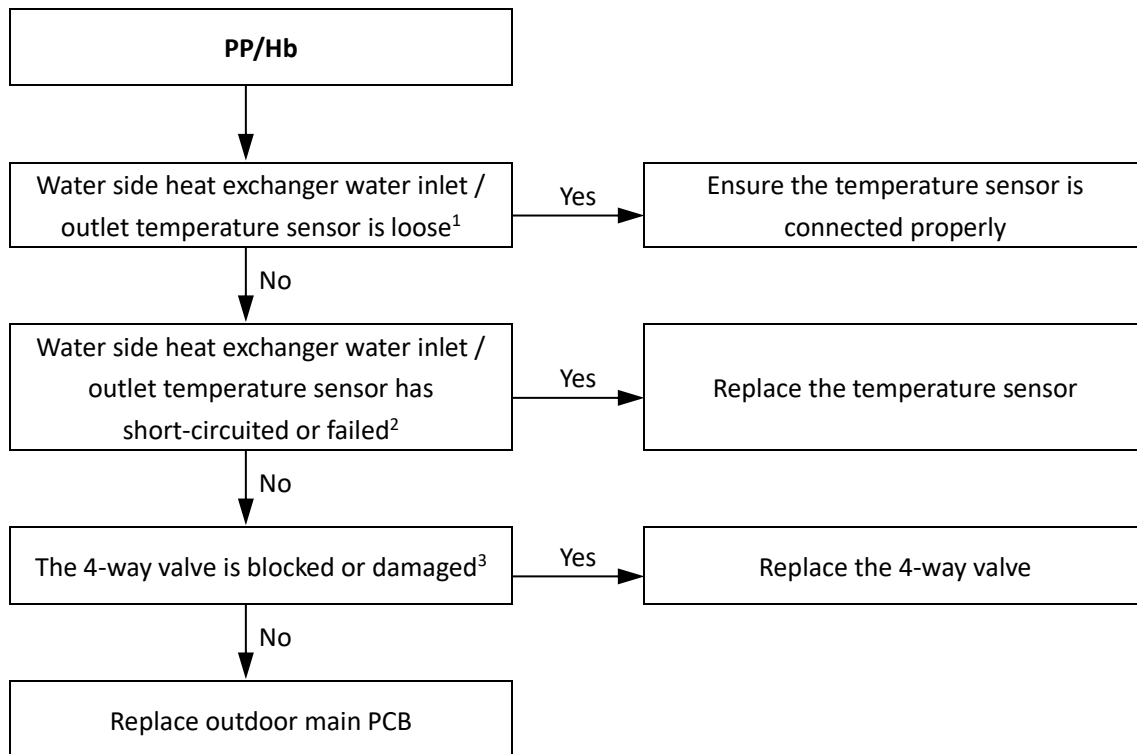 PP/Hb
Water side heat exchanger water inlet /
outlet temperature sensor is loose¹
Yes
Ensure the temperature sensor is
connected properly
No
Water side heat exchanger water inlet /
outlet temperature sensor has
short-circuited or failed²
Yes
Replace the temperature sensor
No
The 4-way valve is blocked or damaged³
Yes
Replace the 4-way valve
No
Replace outdoor main PCB